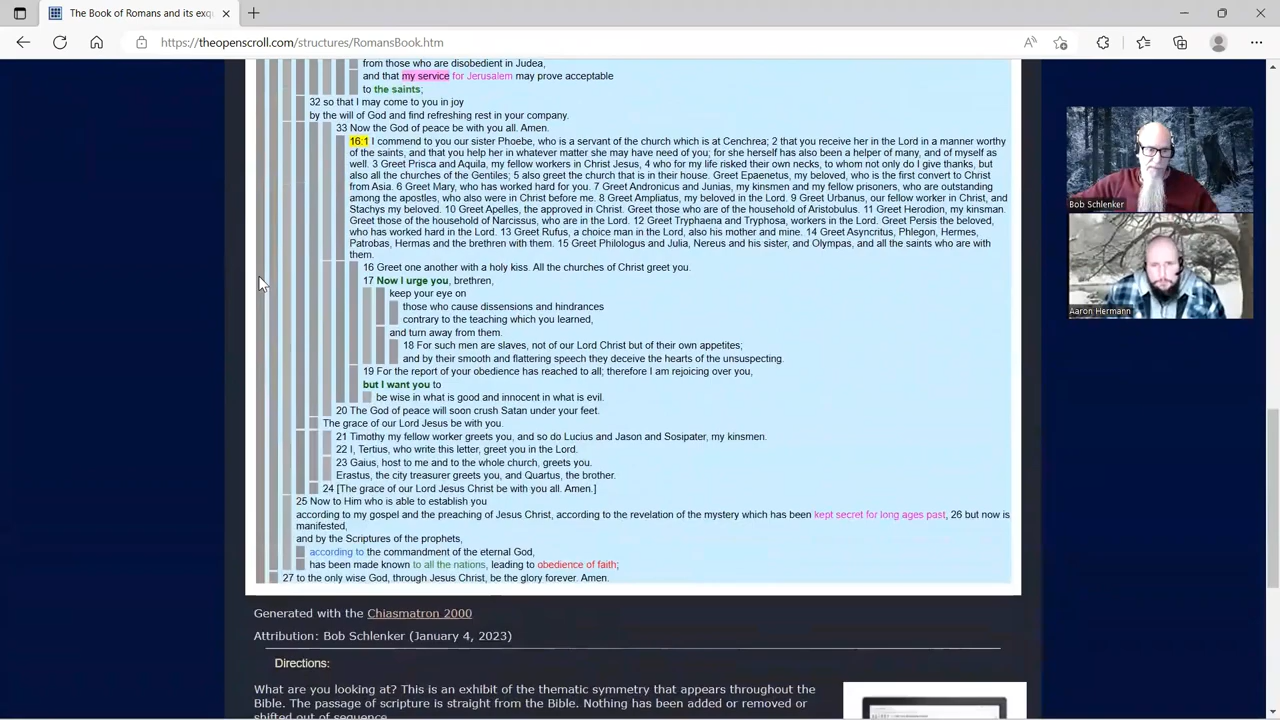 The Book of Romans and its exq
https://theopenscroll.com/structures/RomansBook.htm
from those who are disobedient in Judea,
and that my service for Jerusalem may prove acceptable
to the saints;
32 so that I may come to you in joy
by the will of God and find refreshing rest in your company.
33 Now the God of peace be with you all. Amen.
16:1 I commend to you our sister Phoebe, who is a servant of the church which is at Cenchrea; 2 that you receive her in the Lord in a manner worthy
of the saints, and that you help her in whatever matter she may have need of you; for she herself has also been a helper of many, and of myself as
well. 3 Greet Prisca and Aquila, my fellow workers in Christ Jesus, 4 who for my life risked their own necks, to whom not only do I give thanks, but
also all the churches of the Gentiles; 5 also greet the church that is in their house. Greet Epaenetus, my beloved, who is the first convert to Christ
from Asia. 6 Greet Mary, who has worked hard for you. 7 Greet Andronicus and Junias, my kinsmen and my fellow prisoners, who are outstanding
among the apostles, who also were in Christ before me. 8 Greet Ampliatus, my beloved in the Lord. 9 Greet Urbanus, our fellow worker in Christ, and
Stachys my beloved. 10 Greet Apelles, the approved in Christ. Greet those who are of the household of Aristobulus. 11 Greet Herodion, my kinsman.
Greet those of the household of Narcissus, who are in the Lord. 12 Greet Tryphaena and Tryphosa, workers in the Lord. Greet Persis the beloved,
who has worked hard in the Lord. 13 Greet Rufus, a choice man in the Lord, also his mother and mine. 14 Greet Asyncritus, Phlegon, Hermes,
Patrobas, Hermas and the brethren with them. 15 Greet Philologus and Julia, Nereus and his sister, and Olympas, and all the saints who are with
them.
16 Greet one another with a holy kiss. All the churches of Christ greet you.
17 Now I urge you, brethren,
keep your eye on
those who cause dissensions and hindrances
contrary to the teaching which you learned,
and turn away from them.
18 For such men are slaves, not of our Lord Christ but of their own appetites;
and by their smooth and flattering speech they deceive the hearts of the unsuspecting.
19 For the report of your obedience has reached to all; therefore I am rejoicing over you,
but I want you to
be wise in what is good and innocent in what is evil.
20 The God of peace will soon crush Satan under your feet.
The grace of our Lord Jesus be with you.
21 Timothy my fellow worker greets you, and so do Lucius and Jason and Sosipater, my kinsmen.
22 I, Tertius, who write this letter, greet you in the Lord.
23 Gaius, host to me and to the whole church, greets you.
Erastus, the city treasurer greets you, and Quartus, the brother.
24 [The grace of our Lord Jesus Christ be with you all. Amen.]
25 Now to Him who is able to establish you
according to my gospel and the preaching of Jesus Christ, according to the revelation of the mystery which has been kept secret for long ages past, 26 but now is
manifested,
and by the Scriptures of the prophets,
according to the commandment of the eternal God,
has been made known to all the nations, leading to obedience of faith;
27 to the only wise God, through Jesus Christ, be the glory forever. Amen.
Generated with the Chiasmatron 2000
Attribution: Bob Schlenker (January 4, 2023)
Directions:
What are you looking at? This is an exhibit of the thematic symmetry that appears throughout the
Bible. The passage of scripture is straight from the Bible. Nothing has been added or removed or
shifted out of sequence
Bob Schlenker
Aaron Hermann